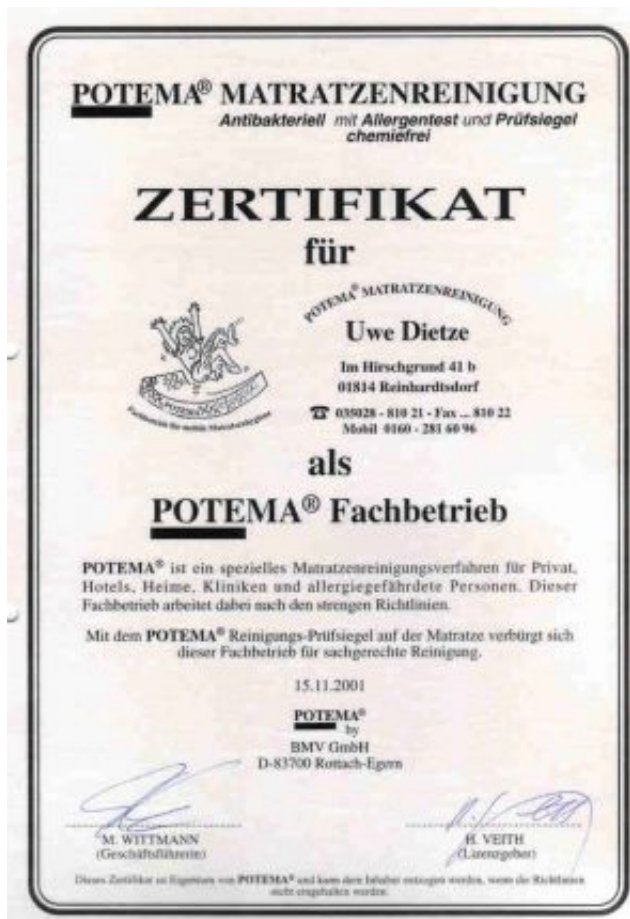 POTEMA® MATRATZENREINIGUNG
Antibakteriell mit Allergentest und Prüfsiegel
chemiefrei
ZERTIFIKAT
für
POTEMA® MATRATZENREINIGUNG
Uwe Dietze
Im Hirschgrund 41 b
01814 Reinhardtsdorf
☎ 035028 - 810 21 - Fax ... 810 22
Mobil 0160 - 281 60 96
POTEMA
Fachbetrieb für mobile Matratzenhygiene
als
POTEMA® Fachbetrieb
POTEMA® ist ein spezielles Matratzenreinigungsverfahren für Privat,
Hotels, Heime, Kliniken und allergiegefährdete Personen. Dieser
Fachbetrieb arbeitet dabei nach den strengen Richtlinien.
Mit dem POTEMA® Reinigungs-Prüfsiegel auf der Matratze verbürgt sich
dieser Fachbetrieb für sachgerechte Reinigung.
15.11.2001
POTEMA®
by
BMV GmbH
D-83700 Rottach-Egern
M. WITTMANN
(Geschäftsführerin)
H. VEITH
(Lizenzgeber)
Dieses Zertifikat ist Eigentum von POTEMA® und kann dem Inhaber entzogen werden, wenn die Richtlinien
nicht eingehalten werden.